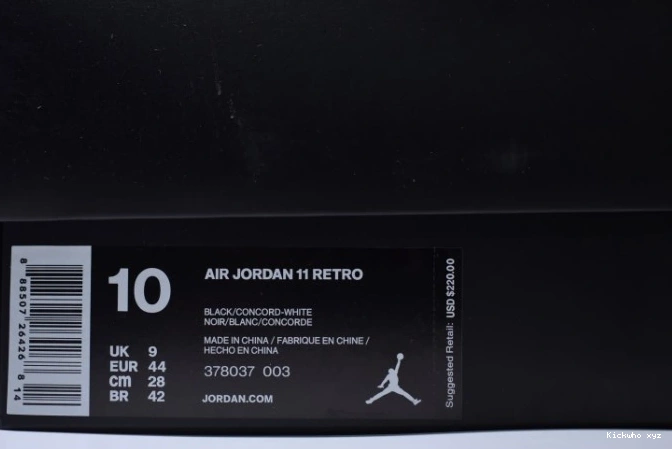 8 88507 26426 8 14
10
UK 9
EUR 44
cm 28
BR 42
AIR JORDAN 11 RETRO
BLACK/CONCORD-WHITE
NOIR/BLANC/CONCORDE
MADE IN CHINA / FABRIQUE EN CHINE /
HECHO EN CHINA
378037 003
JORDAN.COM
Suggested Retail: USD $220.00
Kickwho xyz